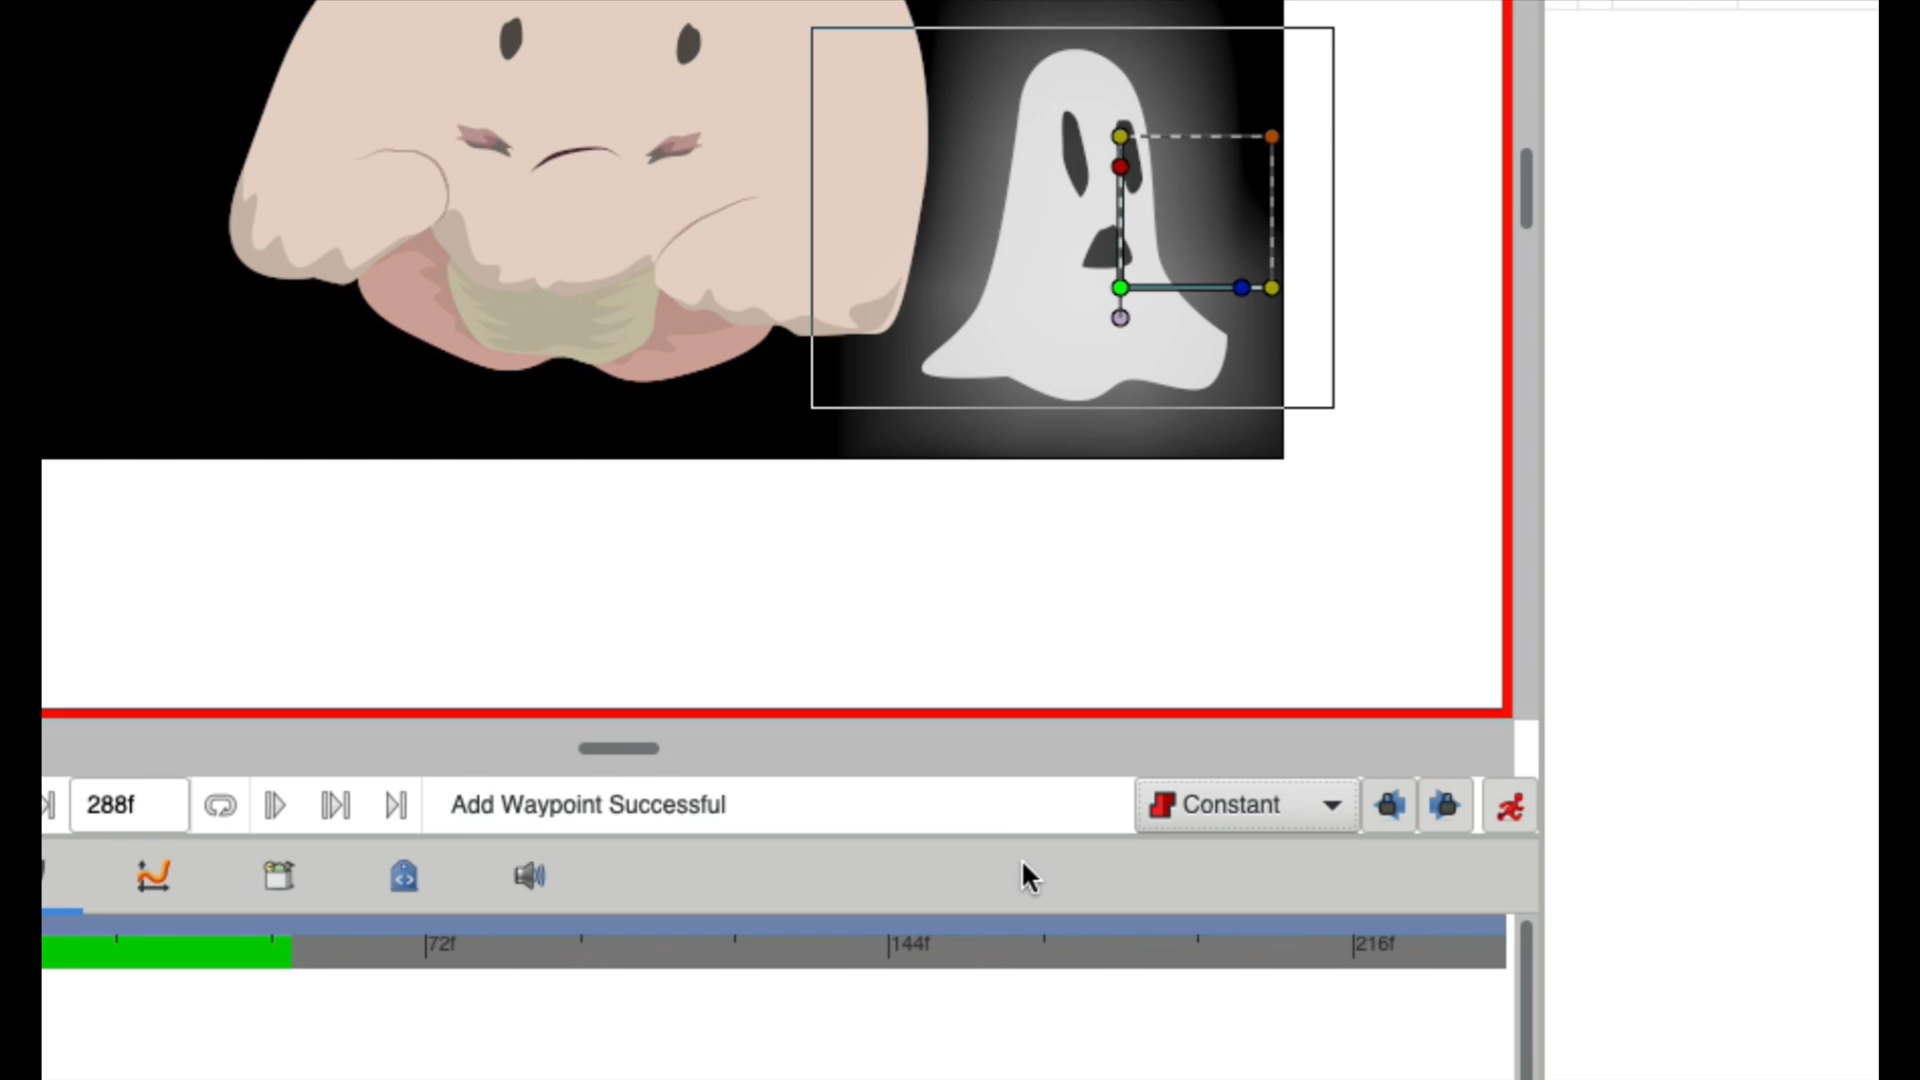 288f
Add Waypoint Successful
Constant
72f
144f
216f